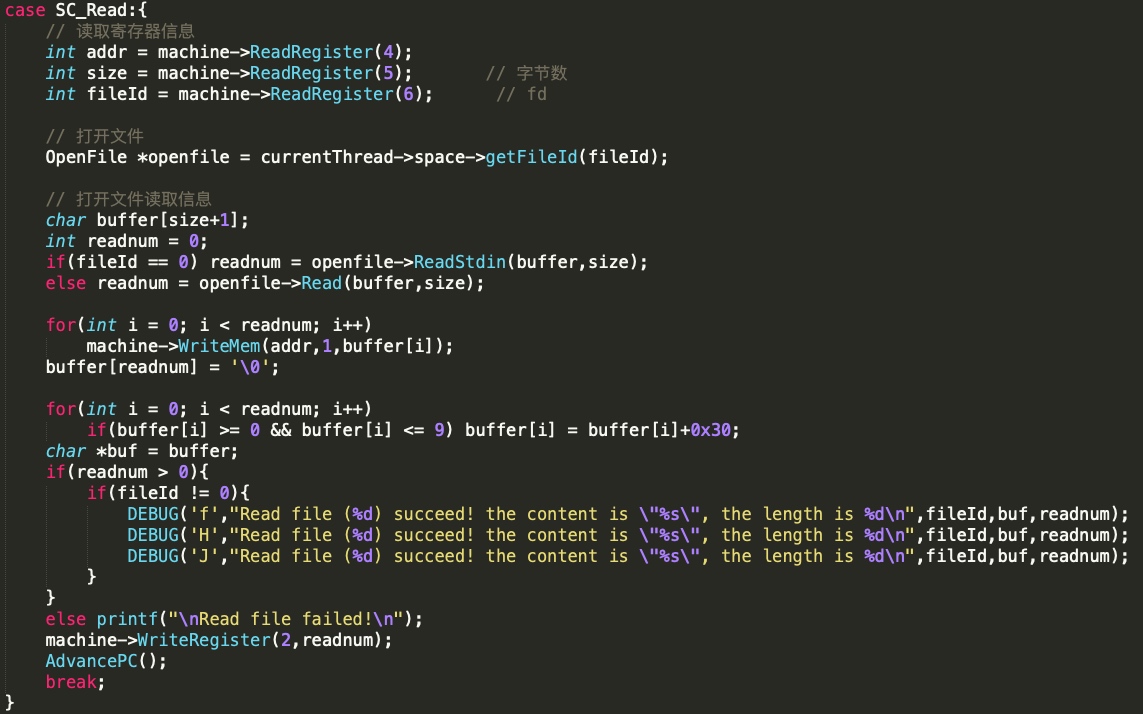 case SC_Read:{
    // 读取寄存器信息
    int addr = machine->ReadRegister(4);
    int size = machine->ReadRegister(5);       // 字节数
    int fileId = machine->ReadRegister(6);      // fd

    // 打开文件
    OpenFile *openfile = currentThread->space->getFileId(fileId);

    // 打开文件读取信息
    char buffer[size+1];
    int readnum = 0;
    if(fileId == 0) readnum = openfile->ReadStdin(buffer,size);
    else readnum = openfile->Read(buffer,size);

    for(int i = 0; i < readnum; i++)
        machine->WriteMem(addr,1,buffer[i]);
    buffer[readnum] = '\0';

    for(int i = 0; i < readnum; i++)
        if(buffer[i] >= 0 && buffer[i] <= 9) buffer[i] = buffer[i]+0x30;
    char *buf = buffer;
    if(readnum > 0){
        if(fileId != 0){
            DEBUG('f',"Read file (%d) succeed! the content is \"%s\", the length is %d\n",fileId,buf,readnum);
            DEBUG('H',"Read file (%d) succeed! the content is \"%s\", the length is %d\n",fileId,buf,readnum);
            DEBUG('J',"Read file (%d) succeed! the content is \"%s\", the length is %d\n",fileId,buf,readnum);
        }
    }
    else printf("\nRead file failed!\n");
    machine->WriteRegister(2,readnum);
    AdvancePC();
    break;
}